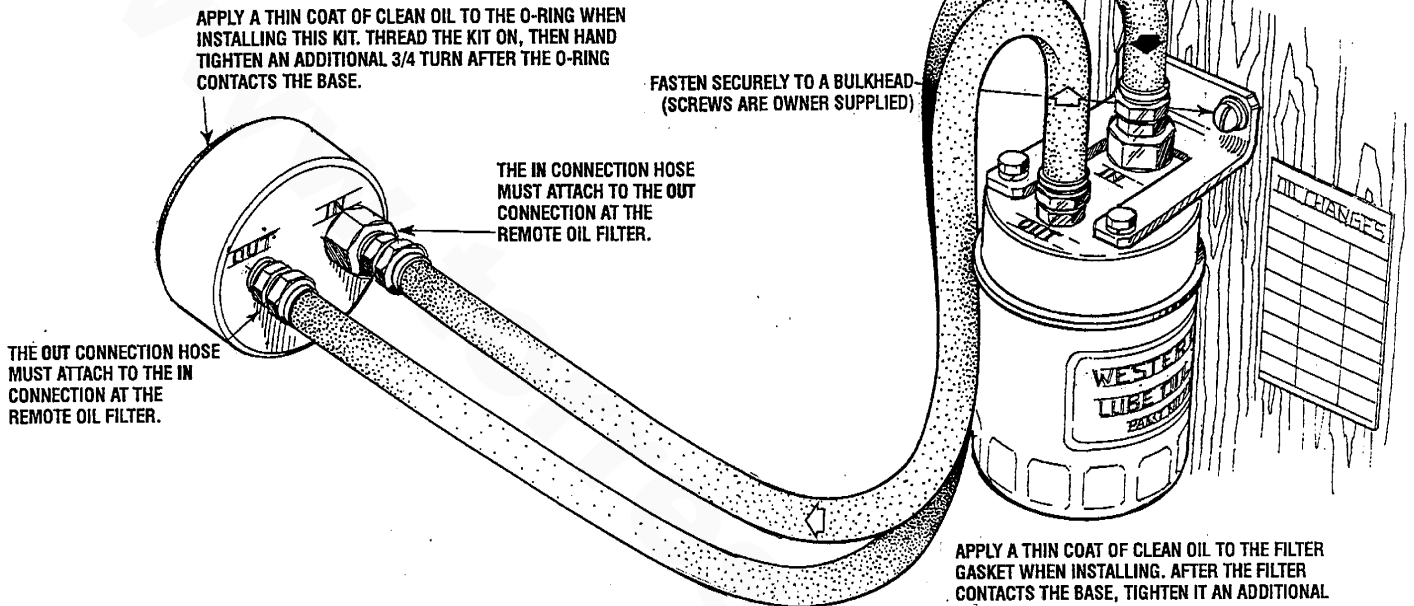 APPLY A THIN COAT OF CLEAN OIL TO THE O-RING WHEN
INSTALLING THIS KIT. THREAD THE KIT ON, THEN HAND
TIGHTEN AN ADDITIONAL 3/4 TURN AFTER THE O-RING
CONTACTS THE BASE.
FASTEN SECURELY TO A BULKHEAD
(SCREWS ARE OWNER SUPPLIED)
THE IN CONNECTION HOSE
MUST ATTACH TO THE OUT
CONNECTION AT THE
REMOTE OIL FILTER.
IN
OUT
IN
OUT
CHANGES
THE OUT CONNECTION HOSE
MUST ATTACH TO THE IN
CONNECTION AT THE
REMOTE OIL FILTER.
LUBE OIL
APPLY A THIN COAT OF CLEAN OIL TO THE FILTER
GASKET WHEN INSTALLING. AFTER THE FILTER
CONTACTS THE BASE, TIGHTEN IT AN ADDITIONAL